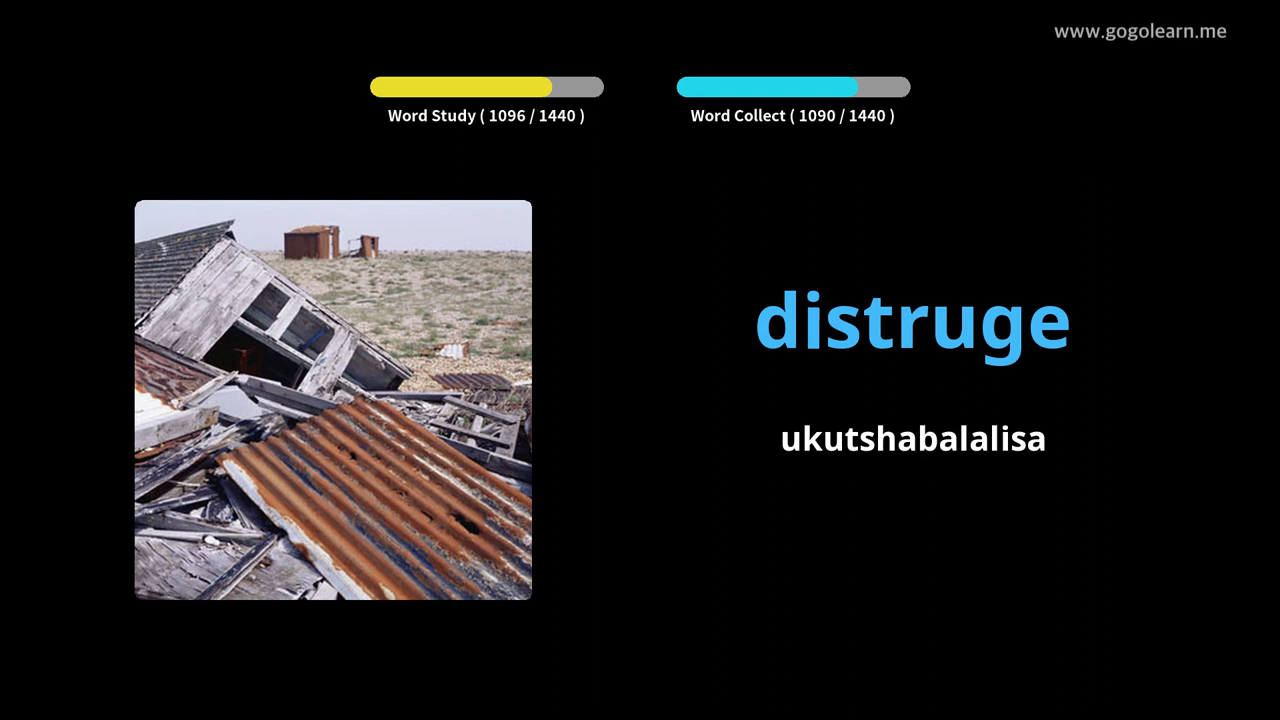 www.gogolearn.me
Word Study ( 1096 / 1440 )
Word Collect ( 1090 / 1440 )
distruge
ukutshabalalisa